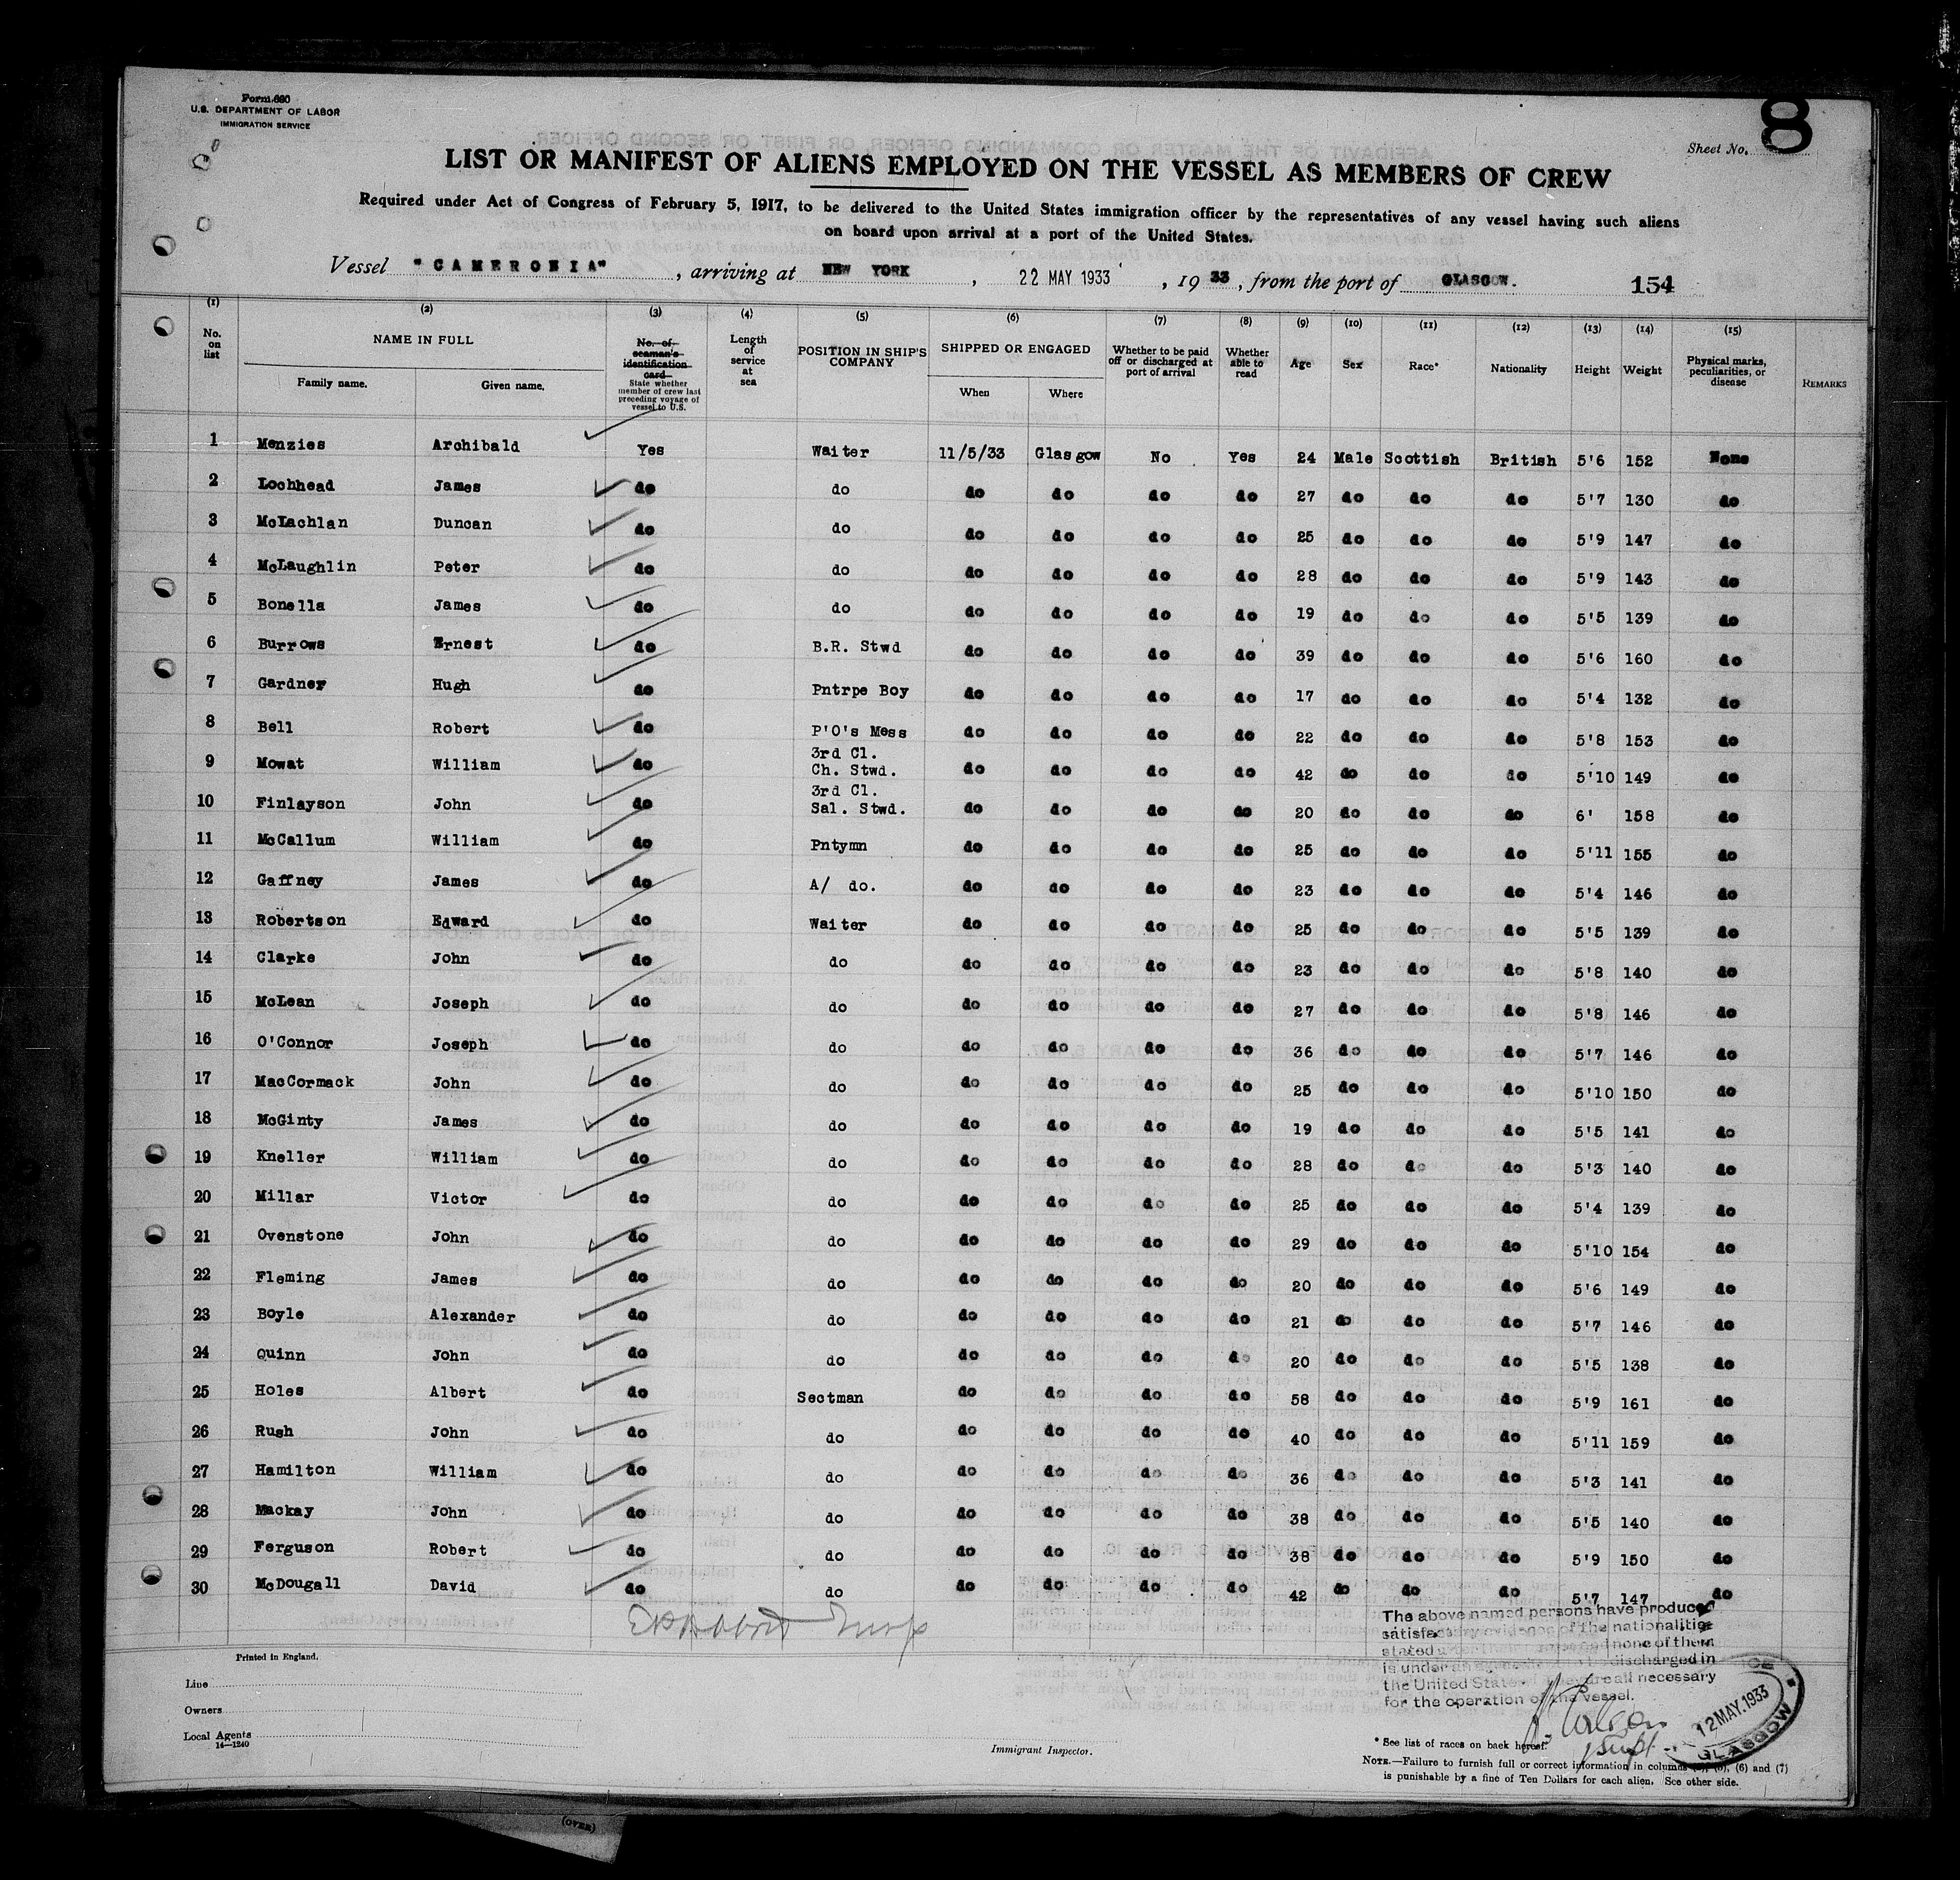 Form 680
U.S. DEPARTMENT OF LABOR
IMMIGRATION SERVICE
Sheet No. 8
LIST OR MANIFEST OF ALIENS EMPLOYED ON THE VESSEL AS MEMBERS OF CREW
Required under Act of Congress of February 5, 1917, to be delivered to the United States immigration officer by the representatives of any vessel having such aliens
on board upon arrival at a port of the United States.
Vessel "CAMERONIA", arriving at NEW YORK, 22 MAY 1933, 1933, from the port of GLASGOW. 154
(1) (2) (3) (4) (5) (6) (7) (8) (9) (10) (11) (12) (13) (14) (15)
No. on list NAME IN FULL Family name. Given name. No. of seaman's identification card State whether member of crew last preceding voyage of vessel to U.S. Length of service at sea POSITION IN SHIP'S COMPANY SHIPPED OR ENGAGED When Where Whether to be paid off or discharged at port of arrival Whether able to read Age Sex Race* Nationality Height Weight Physical marks, peculiarities, or disease REMARKS
1 Menzies Archibald Yes Waiter 11/5/33 Glasgow No Yes 24 Male Scottish British 5'6 152 None
2 Lochhead James do do do do do do 27 do do do 5'7 130 do
3 McLachlan Duncan do do do do do do 25 do do do 5'9 147 do
4 McLaughlin Peter do do do do do do 28 do do do 5'9 143 do
5 Bonella James do do do do do do 19 do do do 5'5 139 do
6 Burrows Ernest do B.R. Stwd do do do do 39 do do do 5'6 160 do
7 Gardner Hugh do Pntrpe Boy do do do do 17 do do do 5'4 132 do
8 Bell Robert do P'O's Mess do do do do 22 do do do 5'8 153 do
9 Mowat William do 3rd Cl. Ch. Stwd. do do do do 42 do do do 5'10 149 do
10 Finlayson John do 3rd Cl. Sal. Stwd. do do do do 20 do do do 6' 158 do
11 McCallum William do Pntymn do do do do 25 do do do 5'11 155 do
12 Gaffney James do A/ do. do do do do 23 do do do 5'4 146 do
13 Robertson Edward do Waiter do do do do 25 do do do 5'5 139 do
14 Clarke John do do do do do do 23 do do do 5'8 140 do
15 McLean Joseph do do do do do do 27 do do do 5'8 146 do
16 O'Connor Joseph do do do do do do 36 do do do 5'7 146 do
17 MacCormack John do do do do do do 25 do do do 5'10 150 do
18 McGinty James do do do do do do 19 do do do 5'5 141 do
19 Kneller William do do do do do do 28 do do do 5'3 140 do
20 Millar Victor do do do do do do 25 do do do 5'4 139 do
21 Ovenstone John do do do do do do 29 do do do 5'10 154 do
22 Fleming James do do do do do do 20 do do do 5'6 149 do
23 Boyle Alexander do do do do do do 21 do do do 5'7 146 do
24 Quinn John do do do do do do 20 do do do 5'5 138 do
25 Holes Albert do Sectman do do do do 58 do do do 5'9 161 do
26 Rush John do do do do do do 40 do do do 5'11 159 do
27 Hamilton William do do do do do do 36 do do do 5'3 141 do
28 Mackay John do do do do do do 38 do do do 5'5 140 do
29 Ferguson Robert do do do do do do 38 do do do 5'9 150 do
30 McDougall David do do do do do do 42 do do do 5'7 147 do
The above named persons have produced
satisfactory evidence of the nationalities
stated and none of them
is under discharged in
the United States are all necessary
for the operation of the vessel.
Printed in England.
Line
Owners
Local Agents
14—1240
Immigrant Inspector.
12 MAY. 1933
GLASGOW
* See list of races on back hereof.
NOTE.—Failure to furnish full or correct information in columns (6) and (7)
is punishable by a fine of Ten Dollars for each alien. See other side.
(OVER)